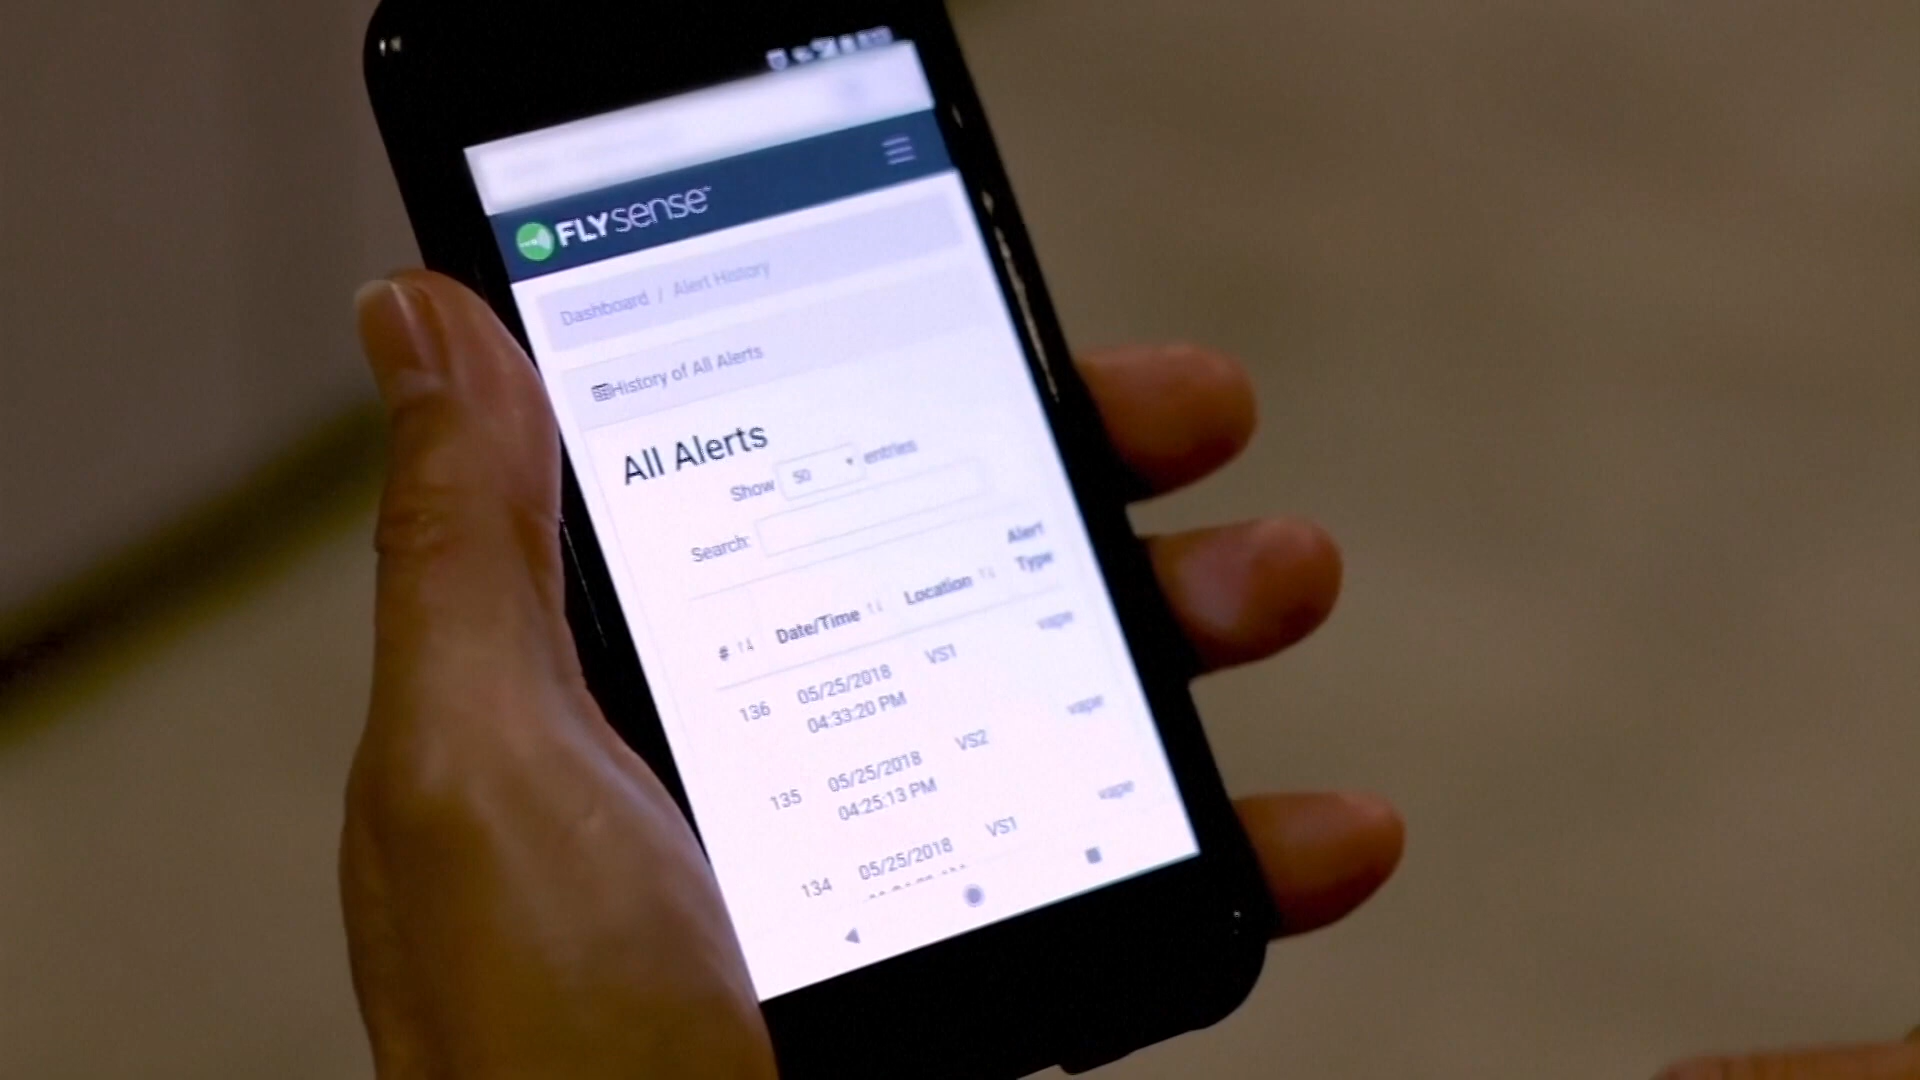 FLYsense™
Dashboard / Alert History
History of All Alerts
All Alerts
Show 50 entries
Search:
# Date/Time Location Alert Type
136 05/25/2018 04:33:20 PM VS1 vape
135 05/25/2018 04:25:13 PM VS2 vape
134 05/25/2018 VS1 vape